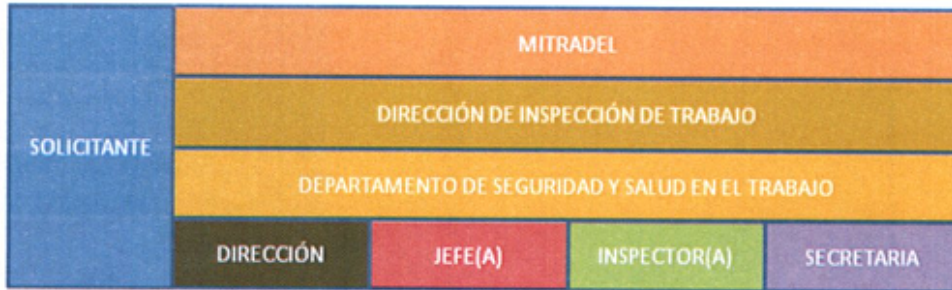 MITRADEL
DIRECCIÓN DE INSPECCIÓN DE TRABAJO
SOLICITANTE
DEPARTAMENTO DE SEGURIDAD Y SALUD EN EL TRABAJO
DIRECCIÓN
JEFE(A)
INSPECTOR(A)
SECRETARIA